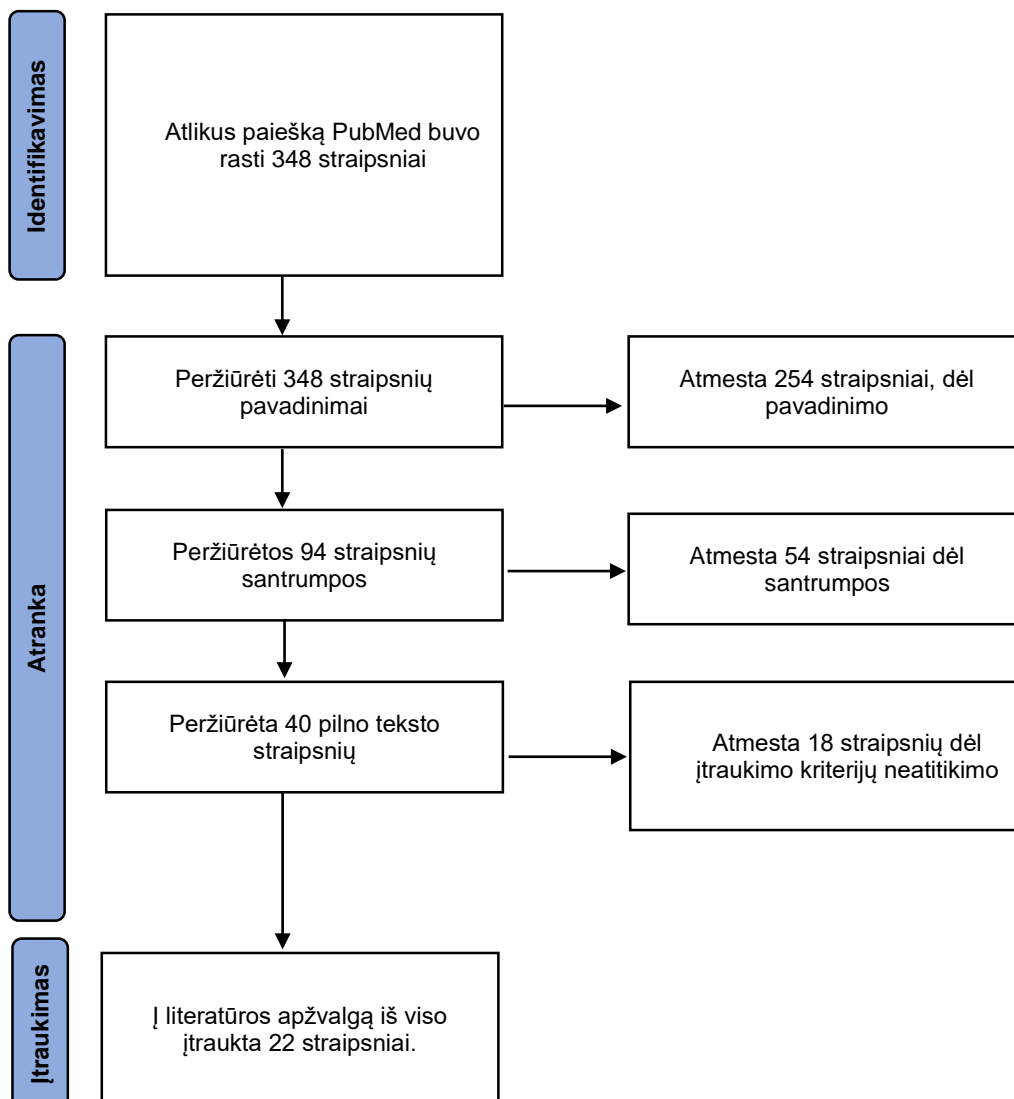 Identifikavimas
Atlikus paiešką PubMed buvo
rasti 348 straipsniai
Atranka
Peržiūrėti 348 straipsnių
pavadinimai
Atmesta 254 straipsniai, dėl
pavadinimo
Peržiūrėtos 94 straipsnių
santrumpos
Atmesta 54 straipsniai dėl
santrumpos
Peržiūrėta 40 pilno teksto
straipsnių
Atmesta 18 straipsnių dėl
įtraukimo kriterijų neatitikimo
Įtraukimas
Į literatūros apžvalgą iš viso
įtraukta 22 straipsniai.